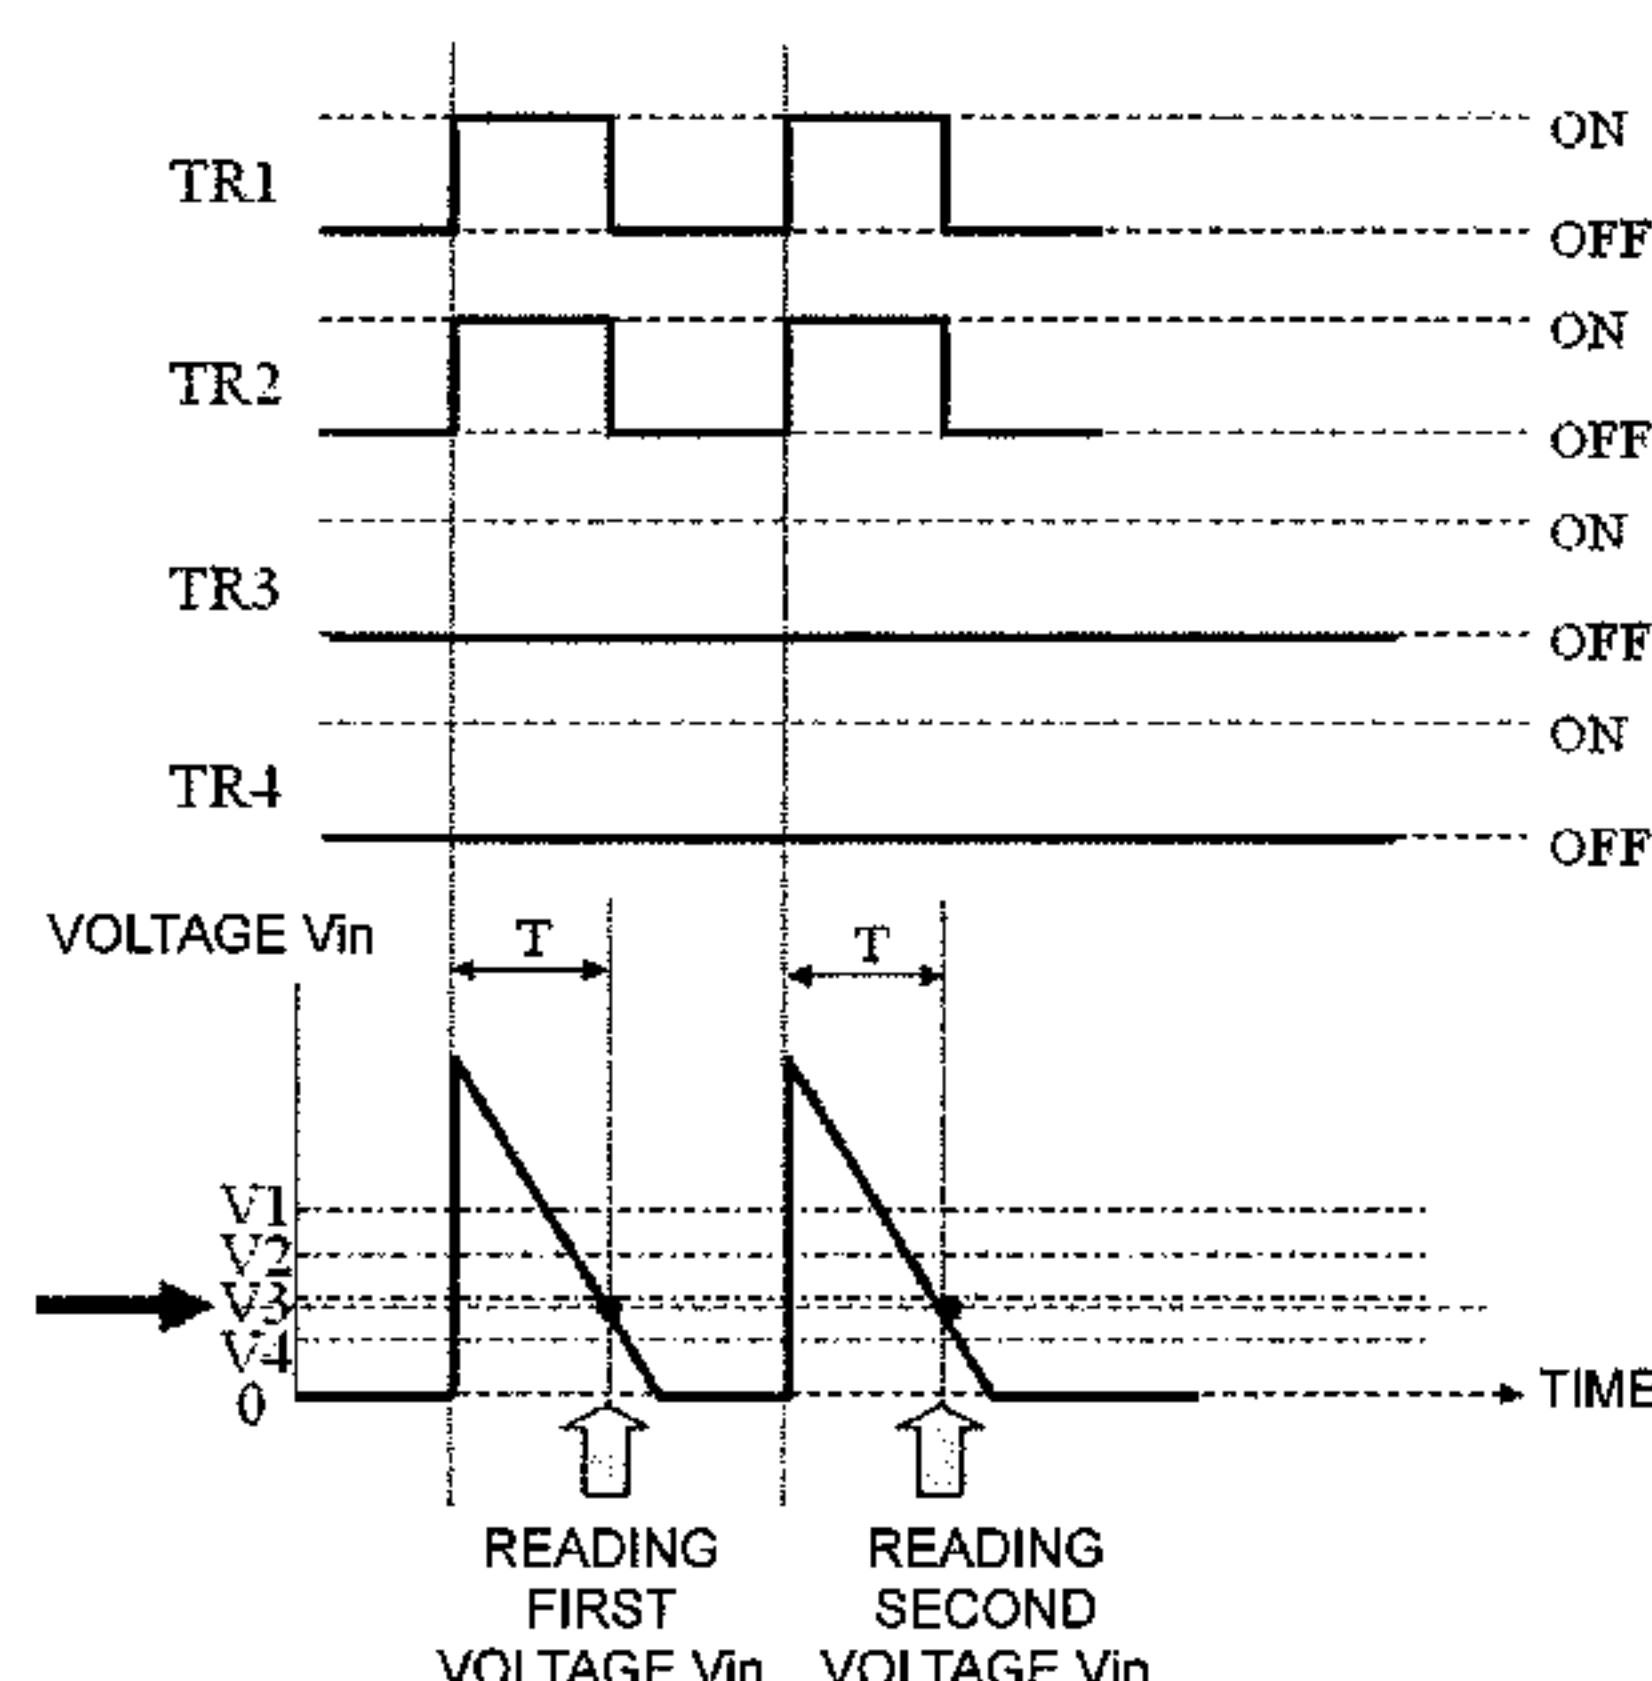 TR1
ON
OFF
TR2
ON
OFF
TR3
ON
OFF
TR4
ON
OFF
VOLTAGE Vin
T
T
V1
V2
V3
V4
0
TIME
READING
FIRST
VOLTAGE Vin
READING
SECOND
VOLTAGE Vin